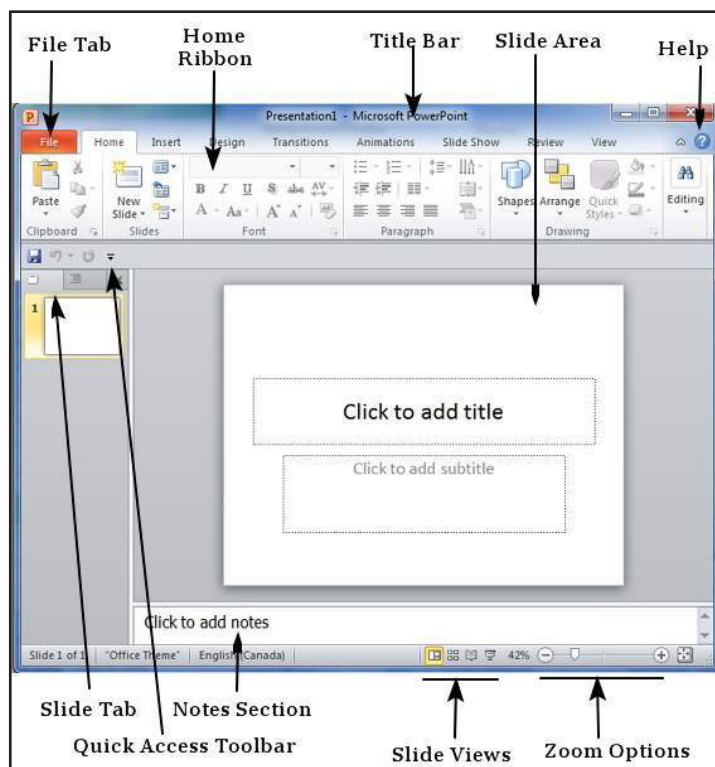 File Tab
Home
Ribbon
Title Bar
Slide Area
Help
Presentation1 - Microsoft PowerPoint
File Home Insert Design Transitions Animations Slide Show Review View
Paste
New
Slide
B I U S abc AV
A Aa A A
Shapes Arrange Quick
Styles
Editing
Clipboard Slides Font Paragraph Drawing
1
Click to add title
Click to add subtitle
Click to add notes
Slide 1 of 1 "Office Theme" English (Canada) 42%
Slide Tab Notes Section
Quick Access Toolbar
Slide Views Zoom Options